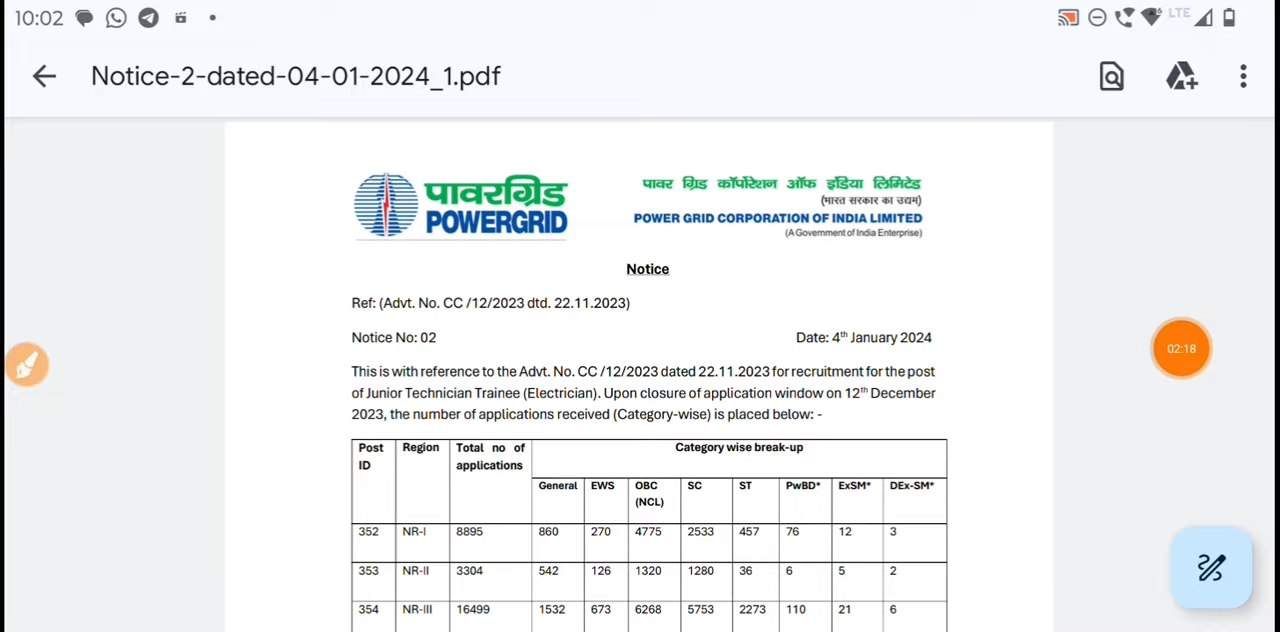 10:02
LTE
Notice-2-dated-04-01-2024_1.pdf
पावरग्रिड
POWERGRID
पावर ग्रिड कॉर्पोरेशन ऑफ इंडिया लिमिटेड
(भारत सरकार का उद्यम)
POWER GRID CORPORATION OF INDIA LIMITED
(A Government of India Enterprise)
Notice
Ref: (Advt. No. CC /12/2023 dtd. 22.11.2023)
Notice No: 02 Date: 4th January 2024
02:18
This is with reference to the Advt. No. CC /12/2023 dated 22.11.2023 for recruitment for the post
of Junior Technician Trainee (Electrician). Upon closure of application window on 12th December
2023, the number of applications received (Category-wise) is placed below: -
Post ID Region Total no of applications Category wise break-up
General EWS OBC (NCL) SC ST PwBD* ExSM* DEx-SM*
352 NR-I 8895 860 270 4775 2533 457 76 12 3
353 NR-II 3304 542 126 1320 1280 36 6 5 2
354 NR-III 16499 1532 673 6268 5753 2273 110 21 6